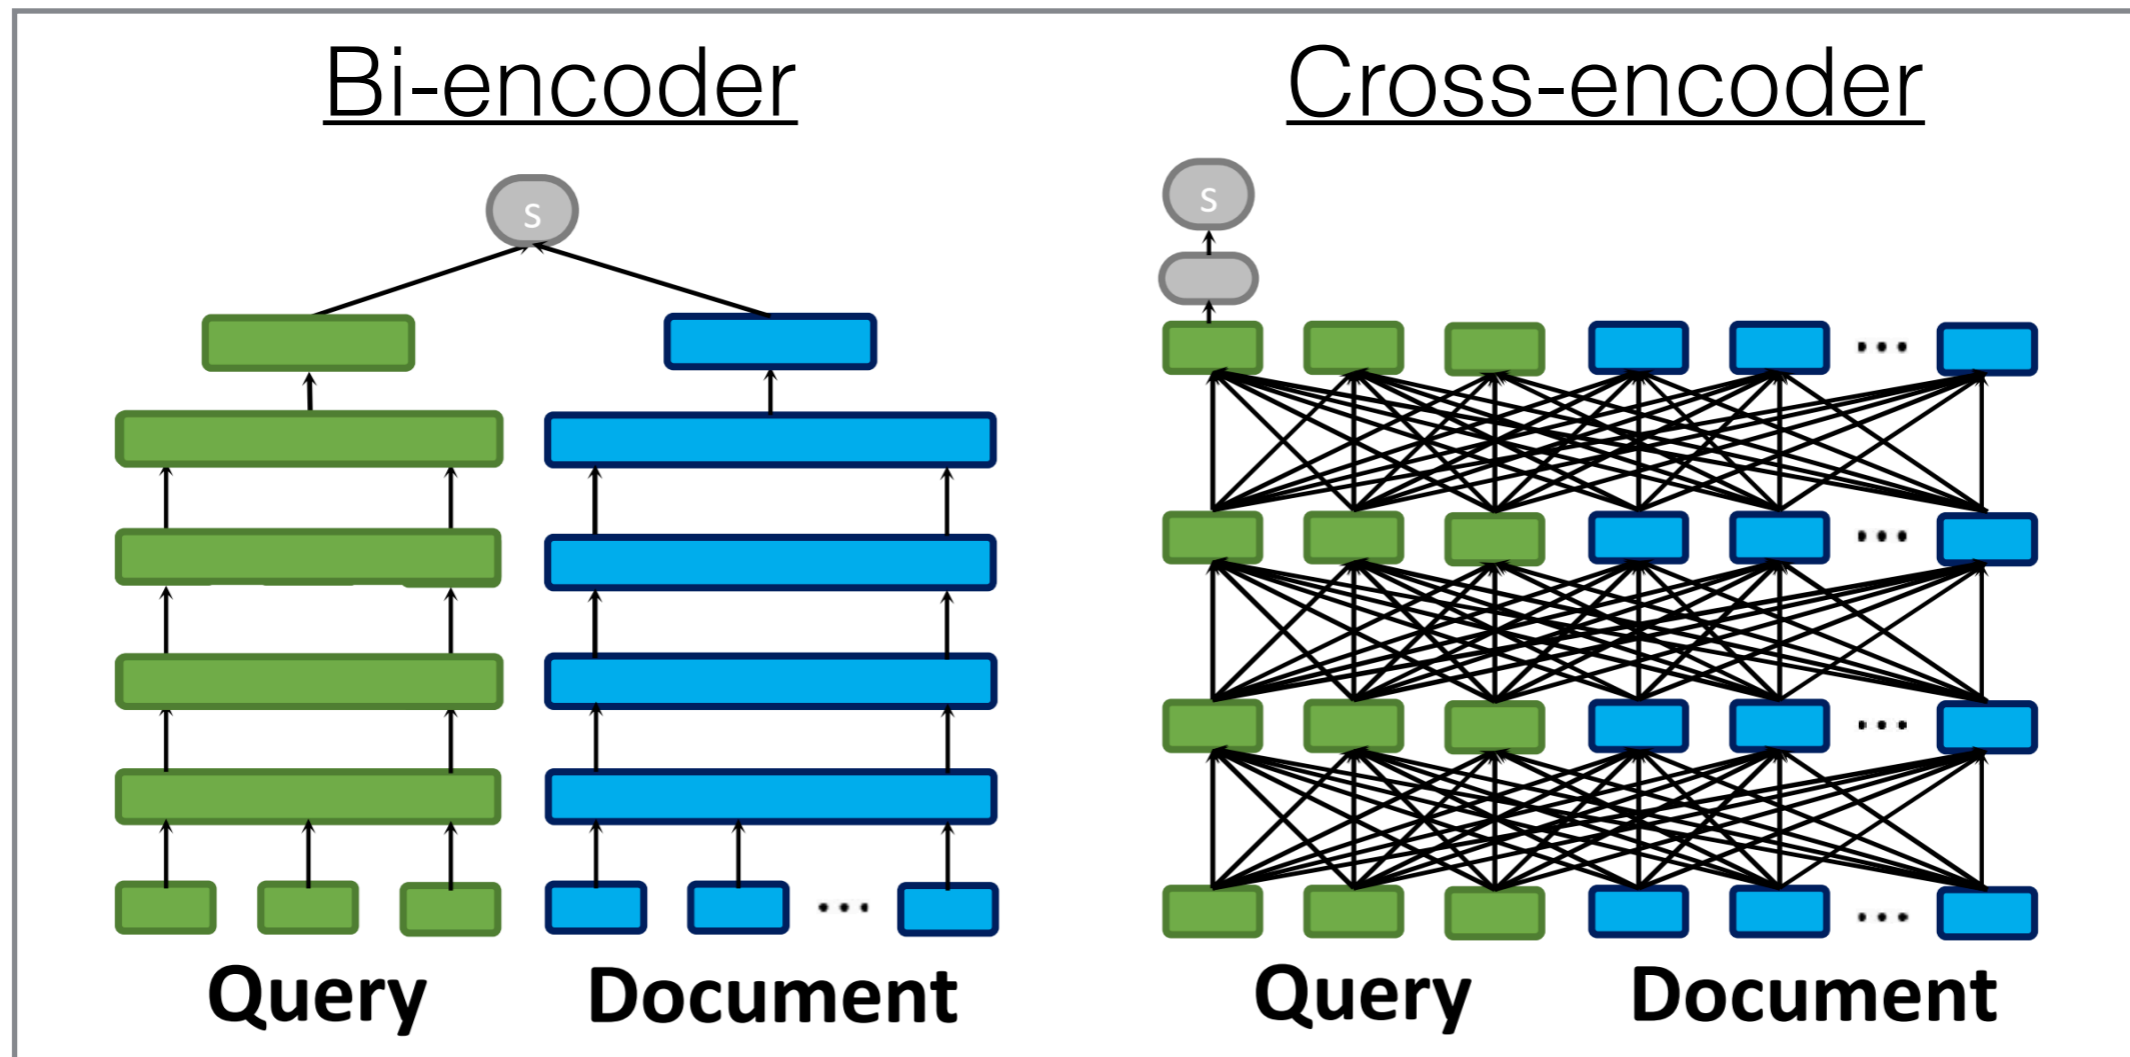 Bi-encoder
Cross-encoder
s
s
Query
Document
Query
Document